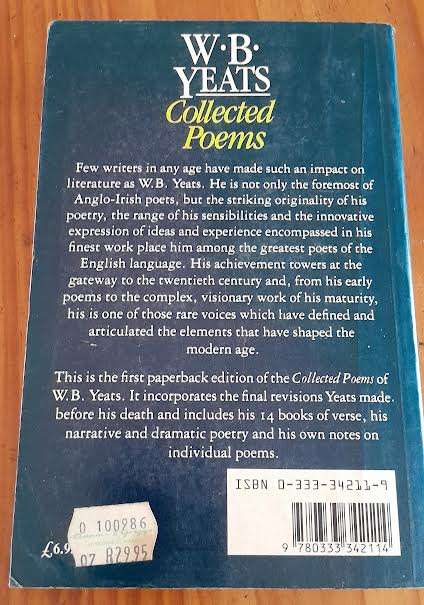 W·B·
YEATS
Collected
Poems
Few writers in any age have made such an impact on
literature as W.B. Yeats. He is not only the foremost of
Anglo-Irish poets, but the striking originality of his
poetry, the range of his sensibilities and the innovative
expression of ideas and experience encompassed in his
finest work place him among the greatest poets of the
English language. His achievement towers at the
gateway to the twentieth century and, from his early
poems to the complex, visionary work of his maturity,
his is one of those rare voices which have defined and
articulated the elements that have shaped the
modern age.
This is the first paperback edition of the Collected Poems of
W.B. Yeats. It incorporates the final revisions Yeats made
before his death and includes his 14 books of verse, his
narrative and dramatic poetry and his own notes on
individual poems.
ISBN 0-333-34211-9
9 780333 342114
0 100986
07 R7995
£6.9